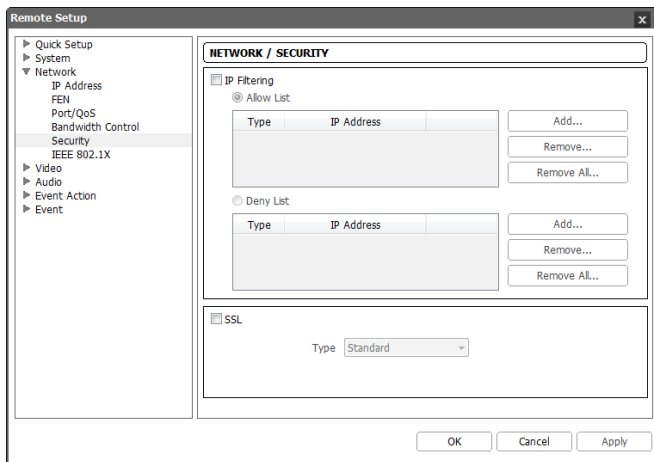 Remote Setup
x
Quick Setup
System
Network
IP Address
FEN
Port/QoS
Bandwidth Control
Security
IEEE 802.1X
Video
Audio
Event Action
Event
NETWORK / SECURITY
IP Filtering
Allow List
Type IP Address
Add...
Remove...
Remove All...
Deny List
Type IP Address
Add...
Remove...
Remove All...
SSL
Type Standard
OK Cancel Apply